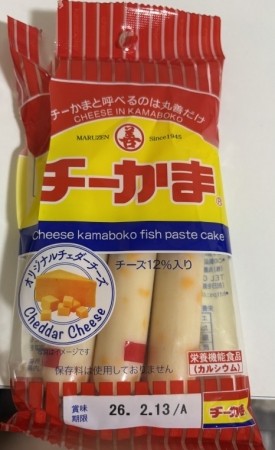 チーかまと呼べるのは丸善だけ
CHEESE IN KAMABOKO
MARUZEN
善
Since1941
チーかま®
Cheese kamaboko fish paste cake
オリジナルチェダーチーズ
Cheddar Cheese
チーズ12%入り
保存料は使用しておりません
栄養機能食品
(カルシウム)
賞味
期限
26. 2.13/A
チーかま